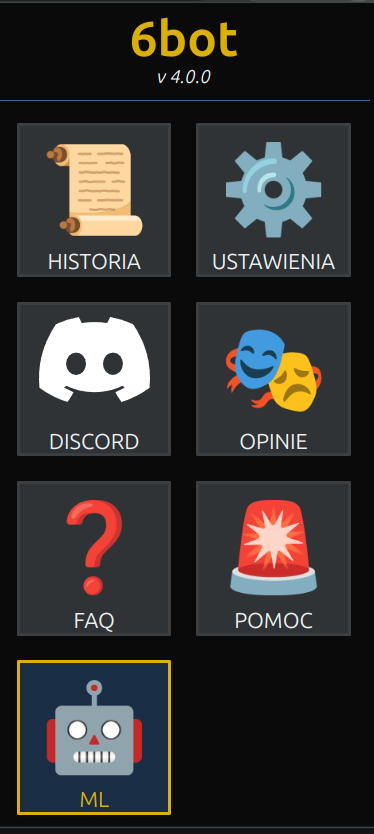 6bot
v 4.0.0
HISTORIA
USTAWIENIA
DISCORD
OPINIE
FAQ
POMOC
ML